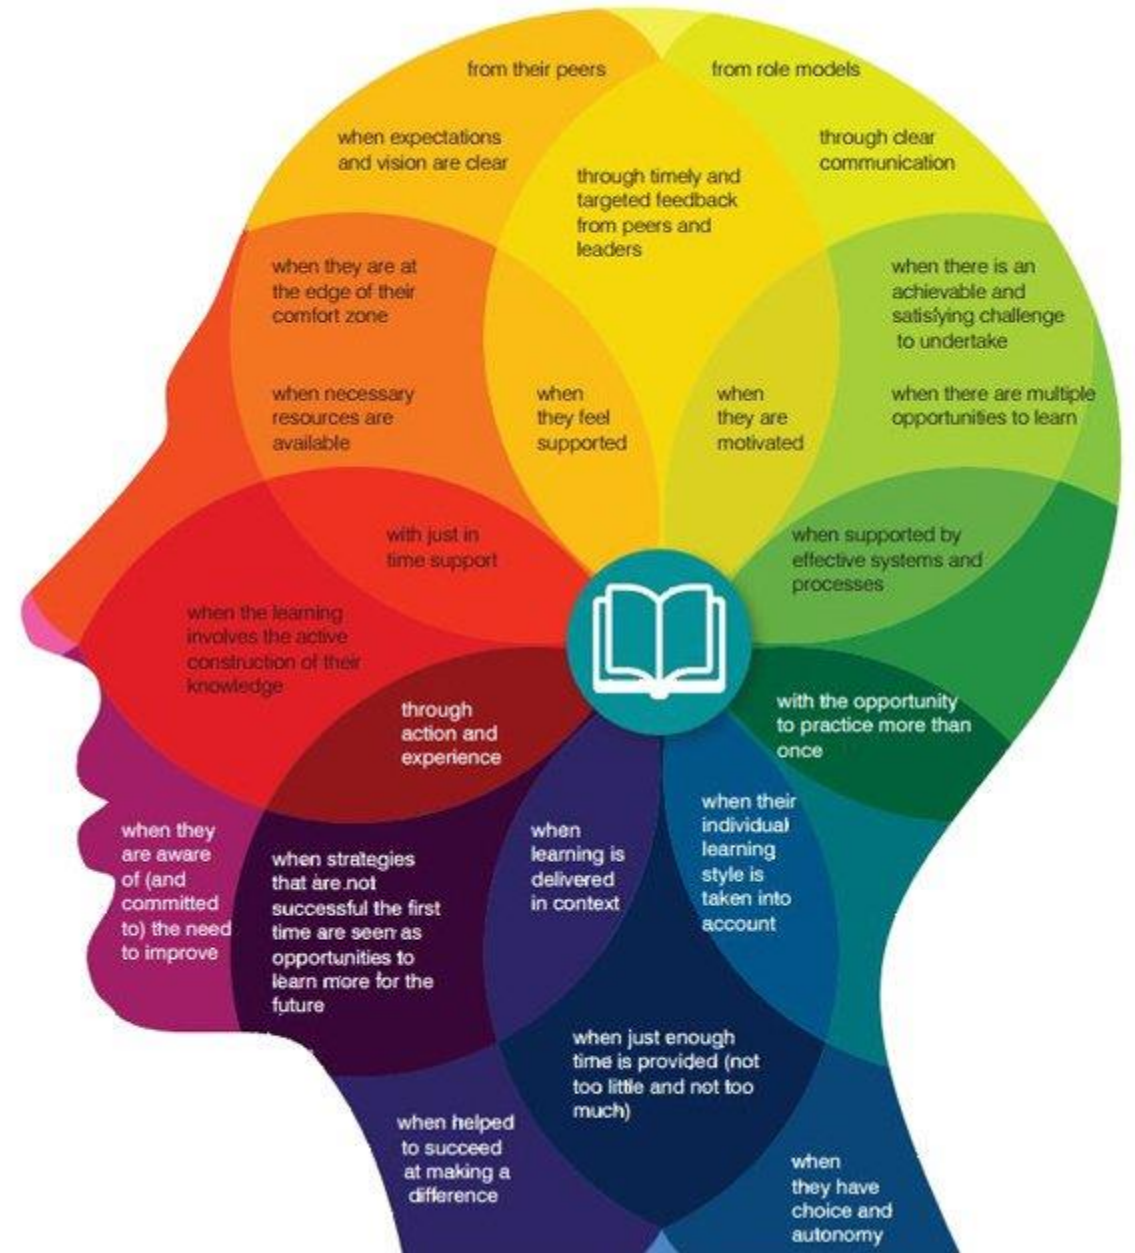 from their peers
from role models
when expectations
and vision are clear
through clear
communication
through timely and
targeted feedback
from peers and
leaders
when they are at
the edge of their
comfort zone
when there is an
achievable and
satisfying challenge
to undertake
when necessary
resources are
available
when
they feel
supported
when
they are
motivated
when there are multiple
opportunities to learn
with just in
time support
when supported by
effective systems and
processes
when the learning
involves the active
construction of their
knowledge
through
action and
experience
with the opportunity
to practice more than
once
when they
are aware
of (and
committed
to) the need
to improve
when strategies
that are not
successful the first
time are seen as
opportunities to
learn more for the
future
when
learning is
delivered
in context
when their
individual
learning
style is
taken into
account
when just enough
time is provided (not
too little and not too
much)
when helped
to succeed
at making a
difference
when
they have
choice and
autonomy